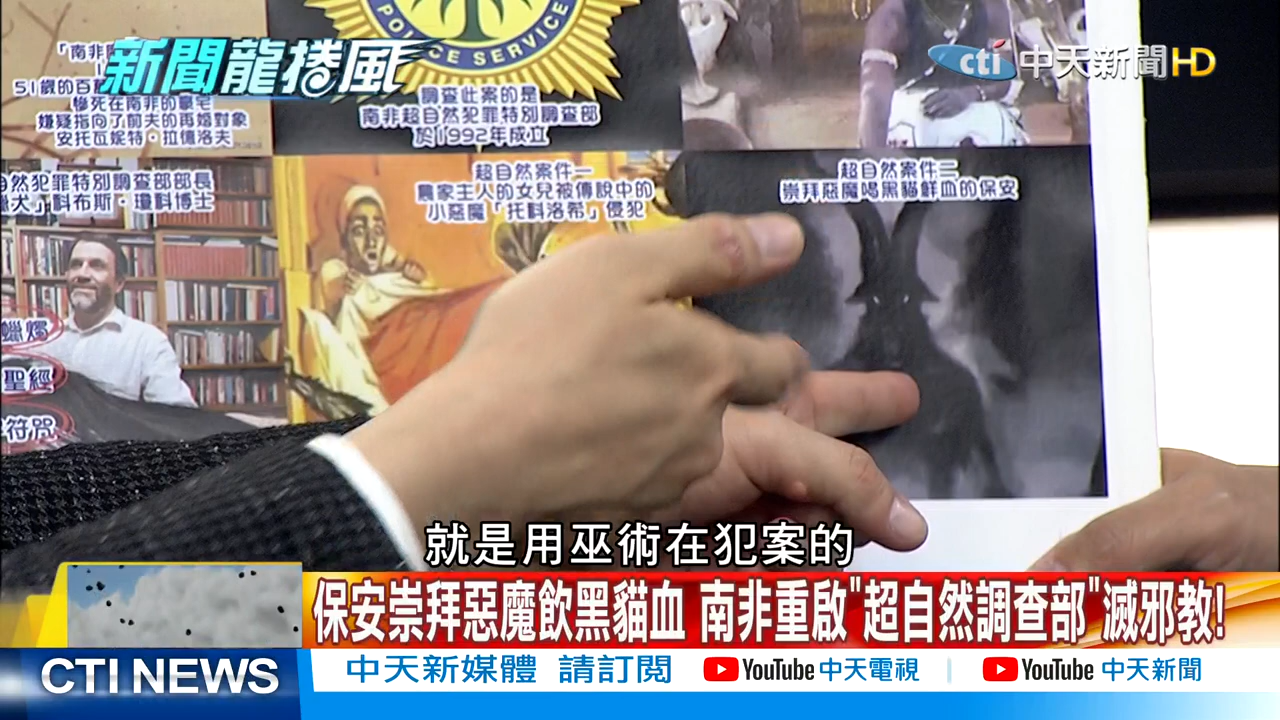 新聞龍捲風
cti 中天新聞HD
POLICE SERVICE
「南非
51歲的百
慘死在南非的豪宅
嫌疑指向了前夫的再婚對象
安托瓦妮特·拉德洛夫
調查此案的是
南非超自然犯罪特別調查部
於1992年成立
自然犯罪特別調查部部長
犬」科布斯·瓊科博士
蠟燭
聖經
符咒
超自然案件一
農家主人的女兒被傳說中的
小惡魔「托科洛希」侵犯
超自然案件二
崇拜惡魔喝黑貓鮮血的保安
就是用巫術在犯案的
保安崇拜惡魔飲黑貓血 南非重啟"超自然調查部"滅邪教!
CTI NEWS
中天新媒體 請訂閱 YouTube 中天電視 YouTube 中天新聞